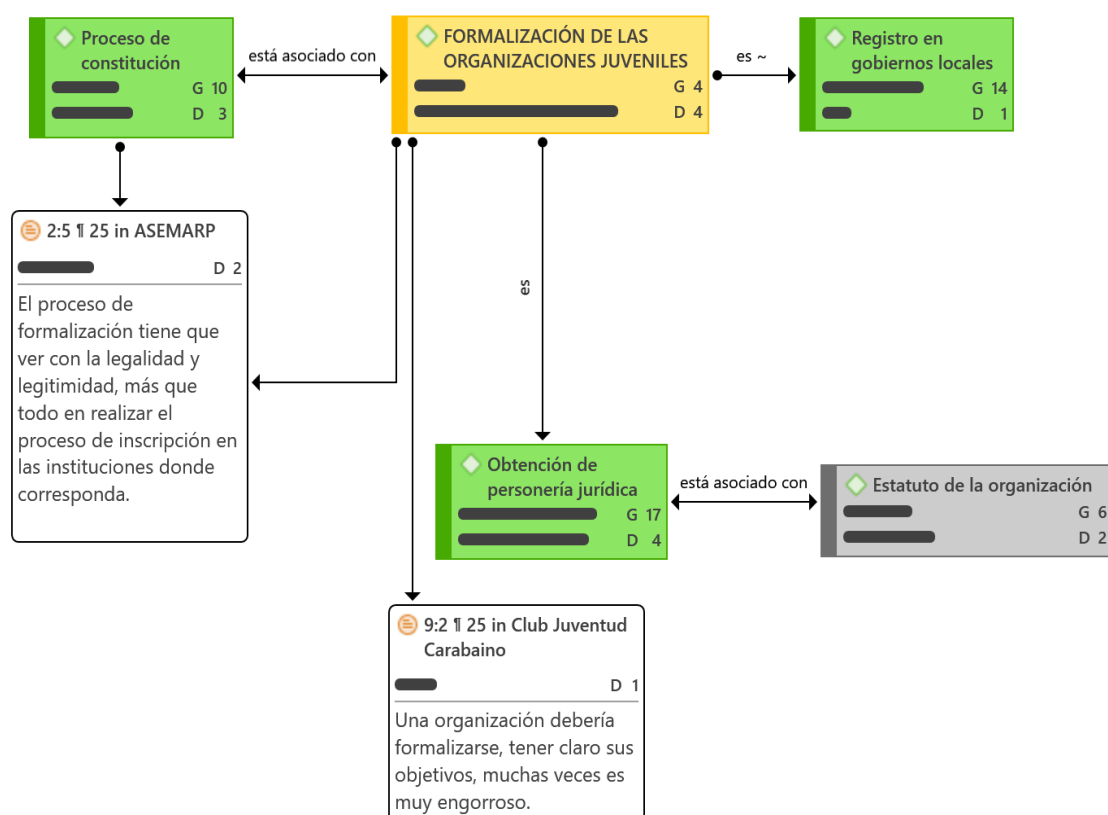 Proceso de
constitución
G 10
D 3
está asociado con
FORMALIZACIÓN DE LAS
ORGANIZACIONES JUVENILES
G 4
D 4
es ~
Registro en
gobiernos locales
G 14
D 1
2:5 ¶ 25 in ASEMARP
D 2
El proceso de
formalización tiene que
ver con la legalidad y
legitimidad, más que
todo en realizar el
proceso de inscripción en
las instituciones donde
corresponda.
es
Obtención de
personería jurídica
G 17
D 4
está asociado con
Estatuto de la organización
G 6
D 2
9:2 ¶ 25 in Club Juventud
Carabaino
D 1
Una organización debería
formalizarse, tener claro sus
objetivos, muchas veces es
muy engorroso.